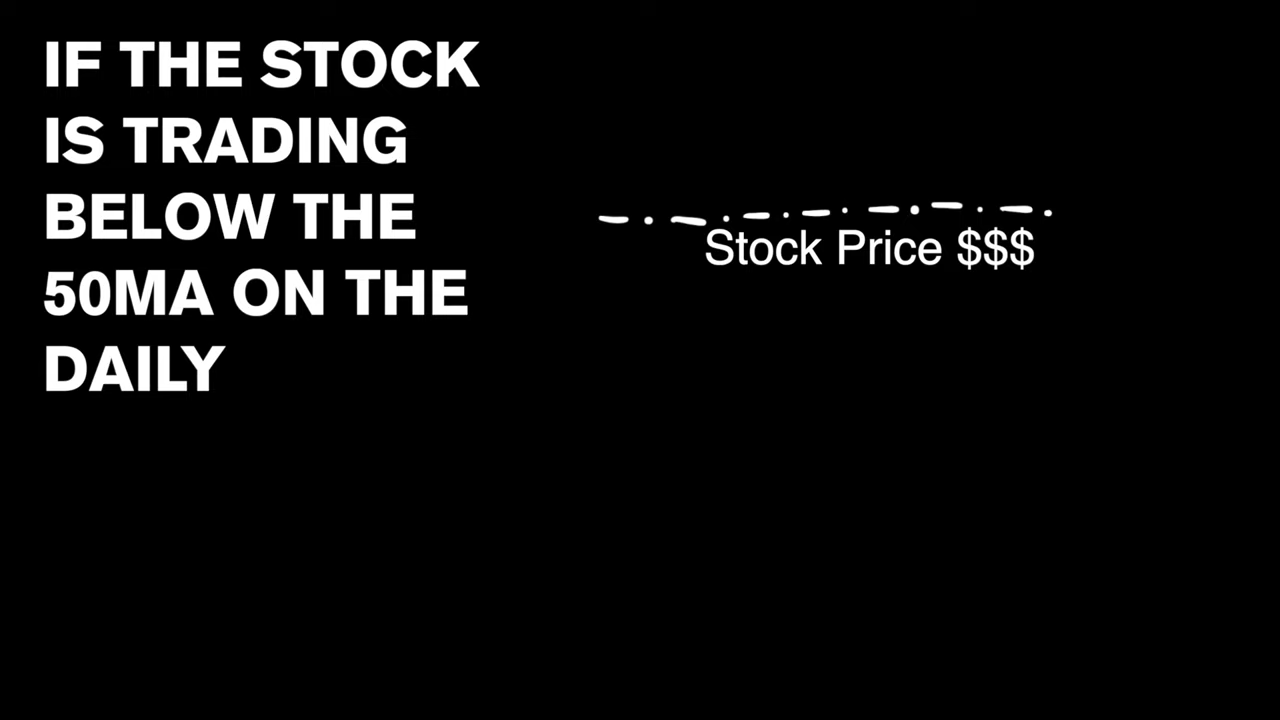 IF THE STOCK
IS TRADING
BELOW THE
50MA ON THE
DAILY
Stock Price $$$